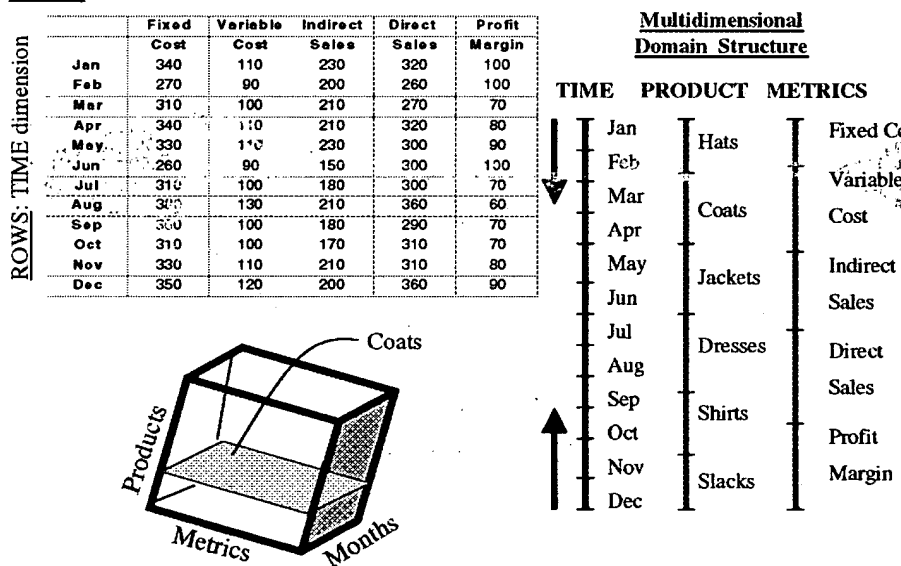 Fixed Variable Indirect Direct Profit
Cost Cost Sales Sales Margin
Jan 340 110 230 320 100
Feb 270 90 200 260 100
Mar 310 100 210 270 70
Apr 340 110 210 320 80
May 330 110 230 300 90
Jun 260 90 150 300 100
Jul 310 100 180 300 70
Aug 130 210 360 60
Sep 100 180 290 70
Oct 310 100 170 310 70
Nov 330 110 210 310 80
Dec 350 120 200 360 90
ROWS: TIME dimension
Coats
Products
Metrics
Months
Multidimensional
Domain Structure
TIME PRODUCT METRICS
Jan
Feb
Mar
Apr
May
Jun
Jul
Aug
Sep
Oct
Nov
Dec
Hats
Coats
Jackets
Dresses
Shirts
Slacks
Fixed
Variable
Cost
Indirect
Sales
Direct
Sales
Profit
Margin